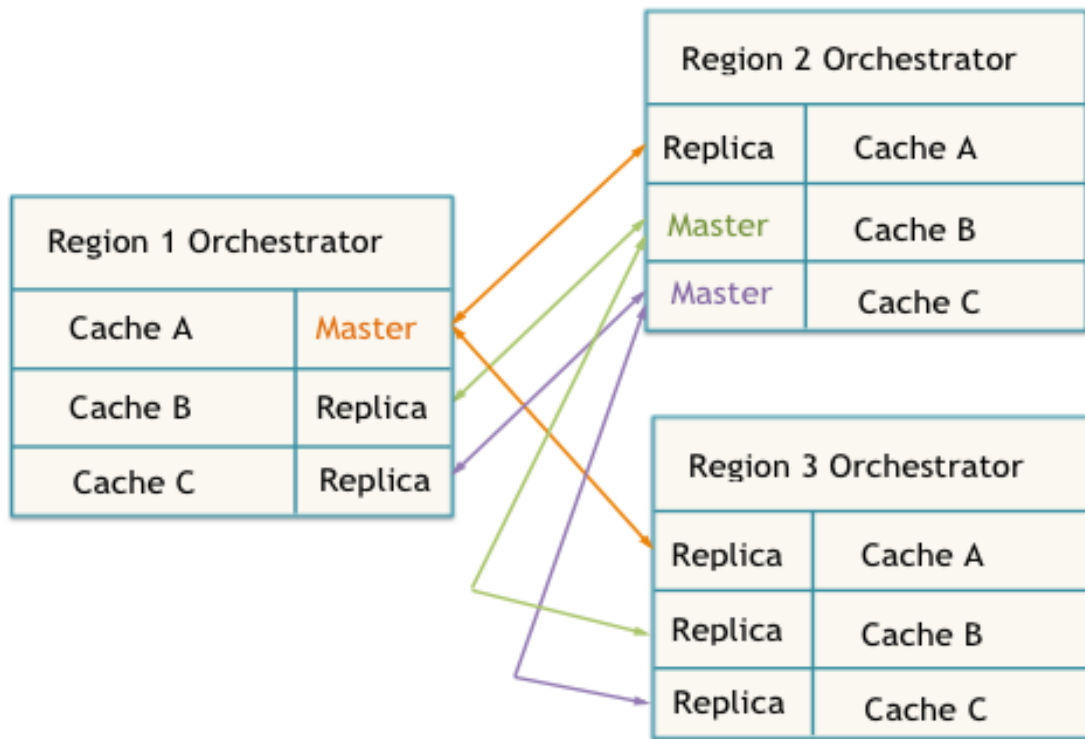 Region 1 Orchestrator
Cache A Master
Cache B Replica
Cache C Replica
Region 2 Orchestrator
Replica Cache A
Master Cache B
Master Cache C
Region 3 Orchestrator
Replica Cache A
Replica Cache B
Replica Cache C